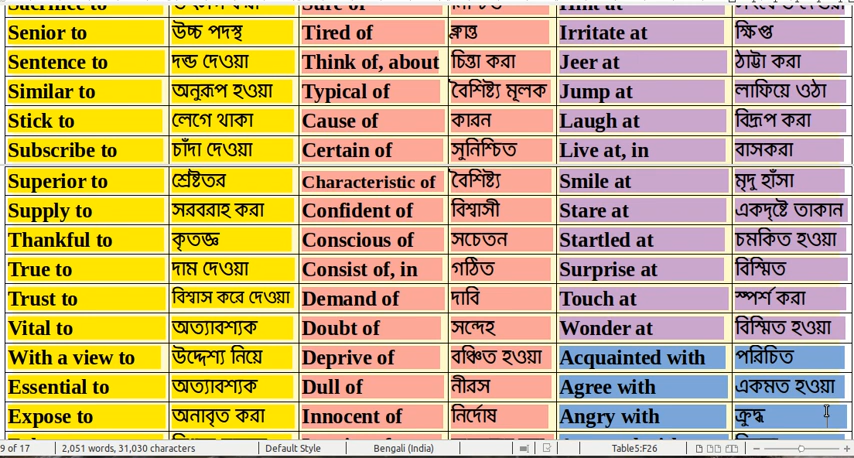 Senior to উচ্চ পদস্থ Tired of ক্লান্ত Irritate at ক্ষিপ্ত
Sentence to দন্ড দেওয়া Think of, about চিন্তা করা Jeer at ঠাট্টা করা
Similar to অনুরূপ হওয়া Typical of বৈশিষ্ট্য মূলক Jump at লাফিয়ে ওঠা
Stick to লেগে থাকা Cause of কারন Laugh at বিদ্রূপ করা
Subscribe to চাঁদা দেওয়া Certain of সুনিশ্চিত Live at, in বাসকরা
Superior to শ্রেষ্টতর Characteristic of বৈশিষ্ট্য Smile at মৃদু হাঁসা
Supply to সরবরাহ করা Confident of বিশ্বাসী Stare at একদৃষ্টে তাকান
Thankful to কৃতজ্ঞ Conscious of সচেতন Startled at চমকিত হওয়া
True to দাম দেওয়া Consist of, in গঠিত Surprise at বিস্মিত
Trust to বিশ্বাস করে দেওয়া Demand of দাবি Touch at স্পর্শ করা
Vital to অত্যাবশ্যক Doubt of সন্দেহ Wonder at বিস্মিত হওয়া
With a view to উদ্দেশ্য নিয়ে Deprive of বঞ্চিত হওয়া Acquainted with পরিচিত
Essential to অত্যাবশ্যক Dull of নীরস Agree with একমত হওয়া
Expose to অনাবৃত করা Innocent of নির্দোষ Angry with ক্রুদ্ধ
9 of 17 2,051 words, 31,030 characters Default Style Bengali (India) Table5:F26